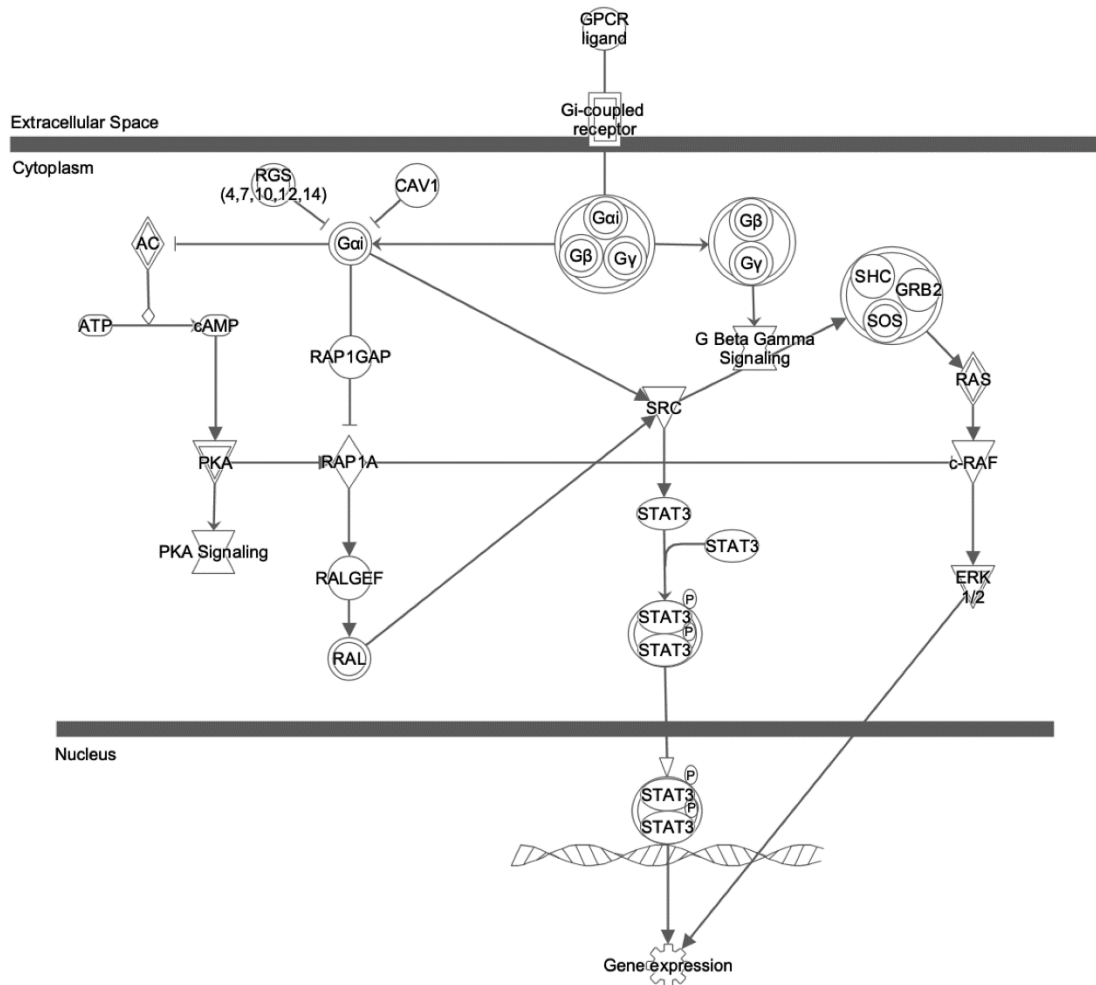 GPCR
ligand
Gi-coupled
receptor
Extracellular Space
Cytoplasm
RGS
(4,7,10,12,14)
CAV1
Gαi
Gβ
Gγ
Gβ
Gγ
AC
Gαi
SHC
GRB2
SOS
ATP
cAMP
RAP1GAP
G Beta Gamma
Signaling
RAS
SRC
PKA
RAP1A
c-RAF
STAT3
STAT3
PKA Signaling
RALGEF
ERK
1/2
P
STAT3
P
STAT3
RAL
Nucleus
P
STAT3
P
STAT3
Gene expression